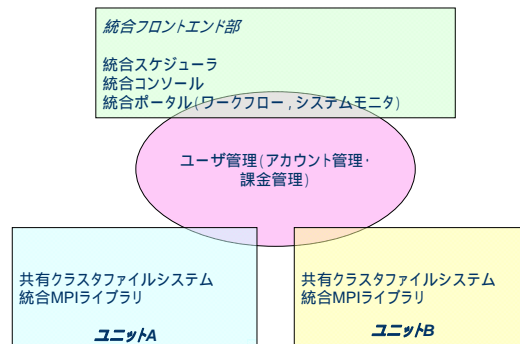 統合フロントエンド部
統合スケジューラ
統合コンソール
統合ポータル(ワークフロー,システムモニタ)
ユーザ管理(アカウント管理・
課金管理)
共有クラスタファイルシステム
統合MPIライブラリ
ユニットA
共有クラスタファイルシステム
統合MPIライブラリ
ユニットB